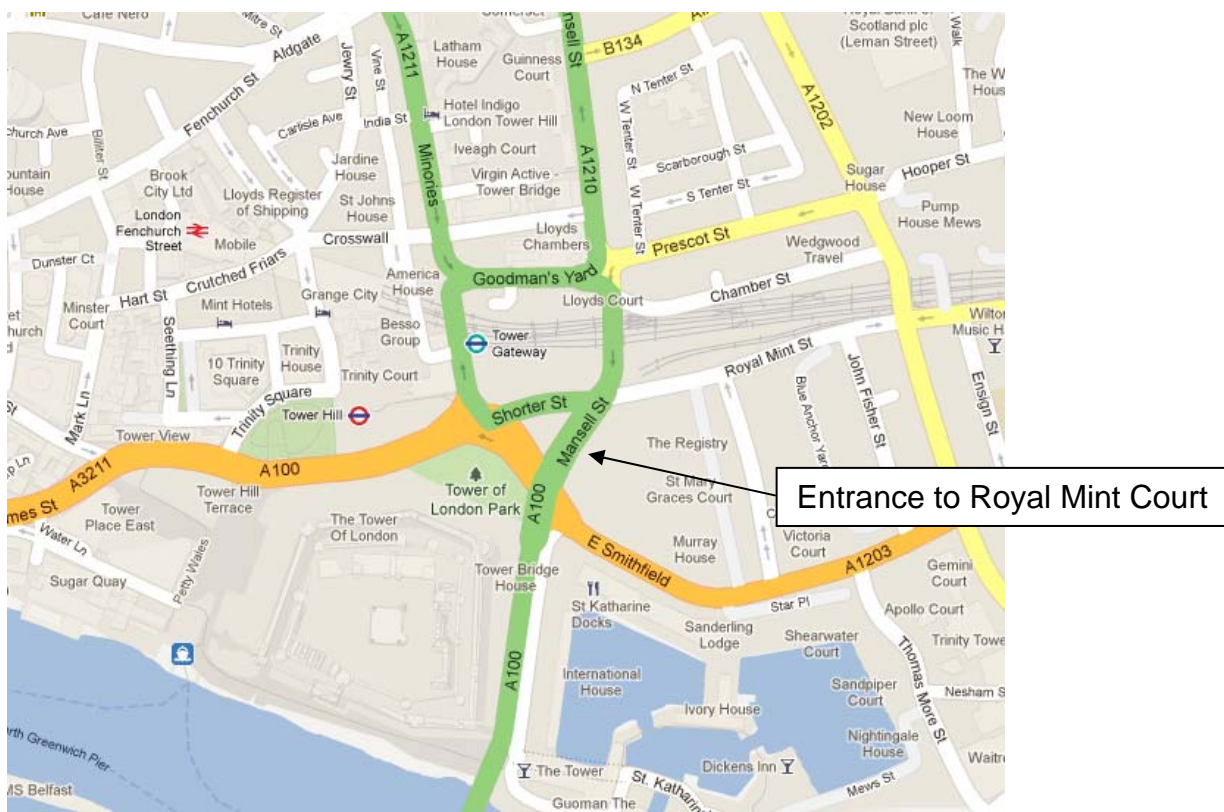 Cafe Nero
Mitre St
Aldgate
Fenchurch St
Jewry St
Vine St
A1211
Latham
House
Somerset
Guinness
Court
Mansell St
B134
Royal Bank of
Scotland plc
(Leman Street)
N Tenter St
A1202
Walk
New Loom
House
Church Ave
Billiter St
Carlisle Ave
India St
Hotel Indigo
London Tower Hill
Iveagh Court
W Tenter St
Scarborough St
Hooper St
Brook
City Ltd
Lloyds Register
of Shipping
Jardine
House
Minories
Virgin Active -
Tower Bridge
A1210
W Tenter St
S Tenter St
Sugar
House
London
Fenchurch
Street
Mobile
St Johns
House
Crosswall
Lloyds
Chambers
Prescot St
Pump
House Mews
Wedgwood
Travel
Dunster Ct
Hart St
Crutched Friars
America
House
Goodman's Yard
Chamber St
Minster
Court
Mint Hotels
Grange City
Lloyds Court
Seething Ln
Besso
Group
Tower
Gateway
Royal Mint St
10 Trinity
Square
Trinity
House
Trinity Court
Blue Anchor Yard
John Fisher St
Ensign St
Mark Ln
Trinity Square
Tower Hill
Shorter St
Mansell St
Tower View
The Registry
A3211
A100
Tower of
London Park
A100
St Mary
Graces Court
Entrance to Royal Mint Court
Tower
Place East
Tower Hill
Terrace
The Tower
Of London
E Smithfield
Murray
House
Victoria
Court
A1203
Water Ln
Sugar Quay
Petty Wales
Tower Bridge
House
Gemini
Court
St Katharine
Docks
Star Pl
Sanderling
Lodge
Shearwater
Court
Apollo Court
A100
International
House
Ivory House
Sandpiper
Court
Thomas More St
Nesham S
Nightingale
House
The Tower
Dickens Inn
St. Katharin
Mews St
Guoman The